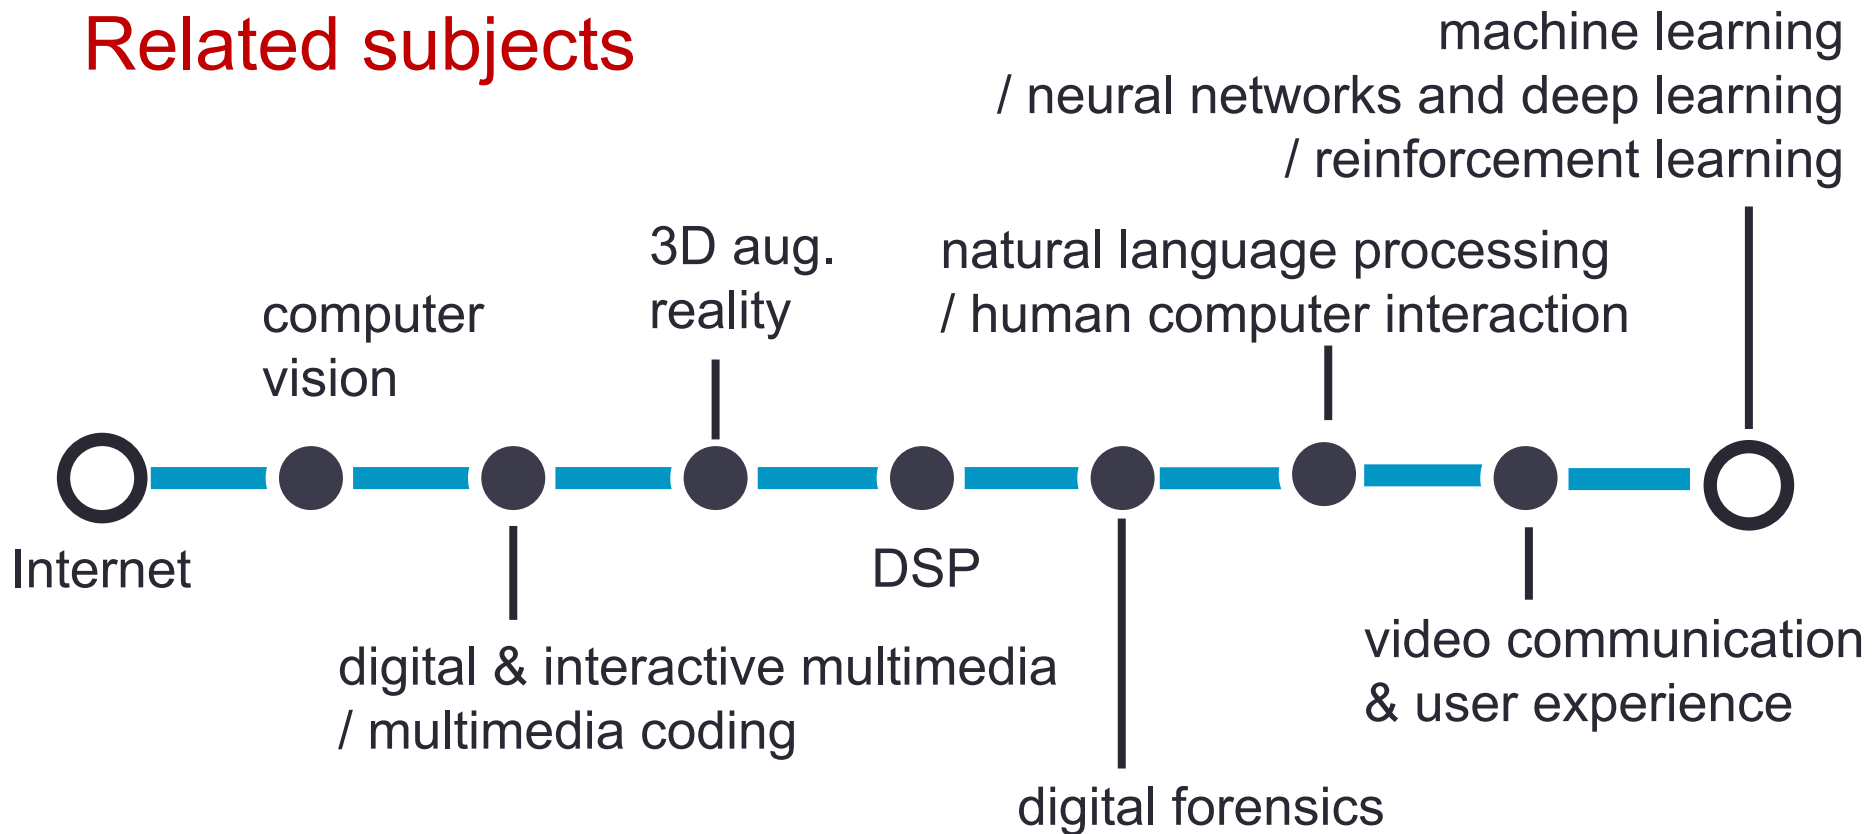 Related subjects
machine learning
/ neural networks and deep learning
/ reinforcement learning
3D aug.
reality
natural language processing
/ human computer interaction
computer
vision
Internet
DSP
digital & interactive multimedia
/ multimedia coding
video communication
& user experience
digital forensics